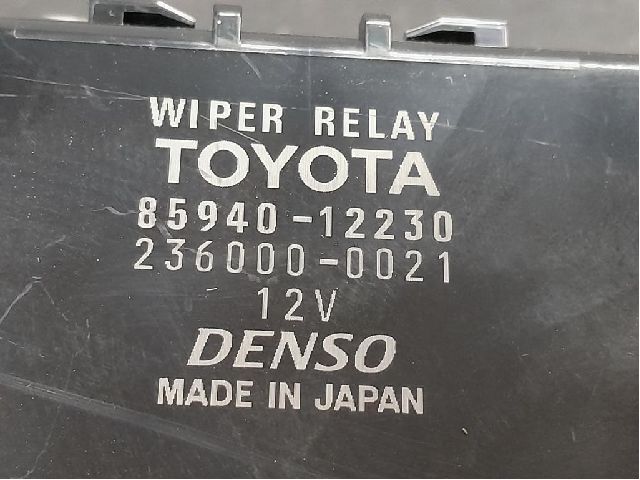 WIPER RELAY
TOYOTA
85940-12230
236000-0021
12V
DENSO
MADE IN JAPAN